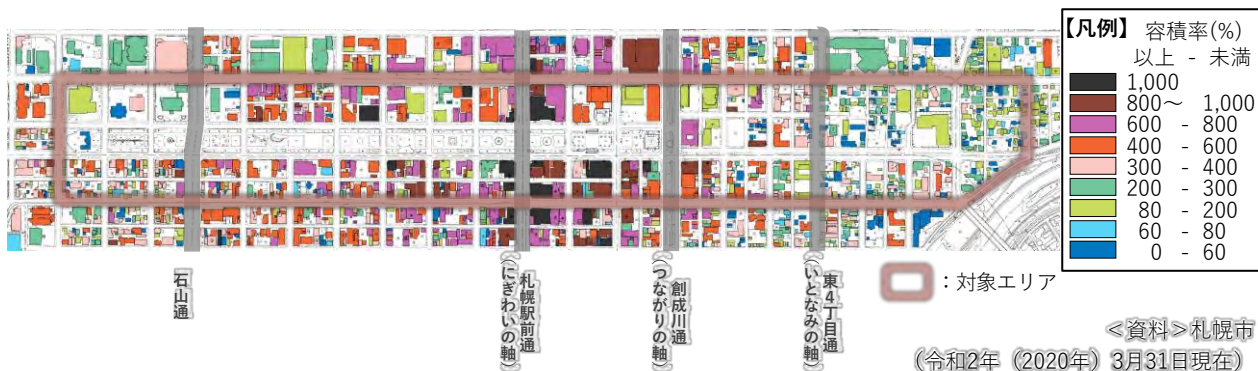 【凡例】 容積率(%)
以上 - 未満
1,000
800～ 1,000
600 - 800
400 - 600
300 - 400
200 - 300
80 - 200
60 - 80
0 - 60
石山通
札幌駅前通
(にぎわいの軸)
創成川通
(つながりの軸)
東4丁目通
(いとなみの軸)
：対象エリア
＜資料＞札幌市
(令和2年（2020年）3月31日現在)